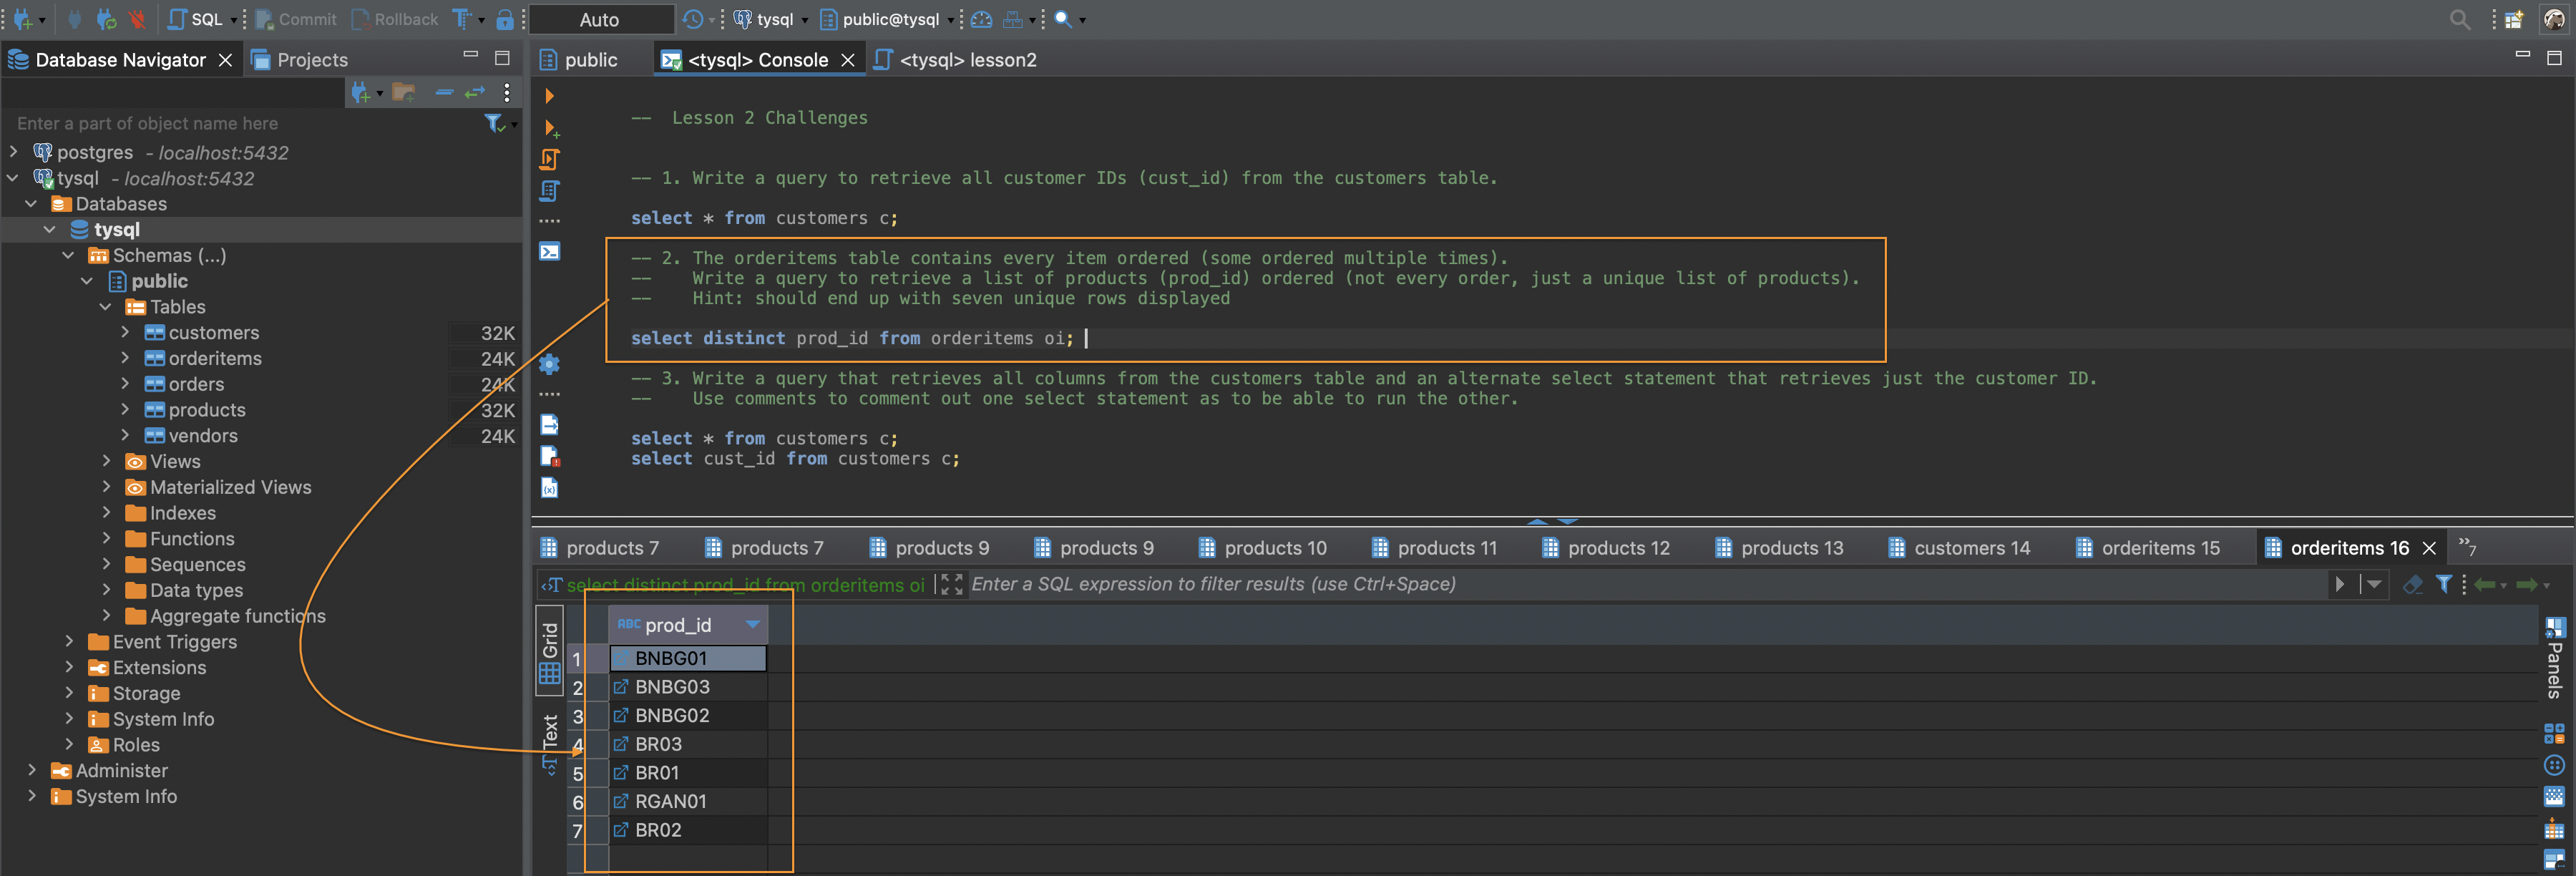 SQL Commit Rollback Auto tysql public@tysql
Database Navigator Projects
public <tysql> Console <tysql> lesson2
Enter a part of object name here
postgres - localhost:5432
tysql - localhost:5432
Databases
tysql
Schemas (...)
public
Tables
customers 32K
orderitems 24K
orders 24K
products 32K
vendors 24K
Views
Materialized Views
Indexes
Functions
Sequences
Data types
Aggregate functions
Event Triggers
Extensions
Storage
System Info
Roles
Administer
System Info
-- Lesson 2 Challenges
-- 1. Write a query to retrieve all customer IDs (cust_id) from the customers table.
select * from customers c;
-- 2. The orderitems table contains every item ordered (some ordered multiple times).
-- Write a query to retrieve a list of products (prod_id) ordered (not every order, just a unique list of products).
-- Hint: should end up with seven unique rows displayed
select distinct prod_id from orderitems oi;
-- 3. Write a query that retrieves all columns from the customers table and an alternate select statement that retrieves just the customer ID.
-- Use comments to comment out one select statement as to be able to run the other.
select * from customers c;
select cust_id from customers c;
products 7 products 7 products 9 products 9 products 10 products 11 products 12 products 13 customers 14 orderitems 15 orderitems 16 »7
select distinct prod_id from orderitems oi Enter a SQL expression to filter results (use Ctrl+Space)
Grid
Text
ABC prod_id
1 BNBG01
2 BNBG03
3 BNBG02
4 BR03
5 BR01
6 RGAN01
7 BR02
Panels